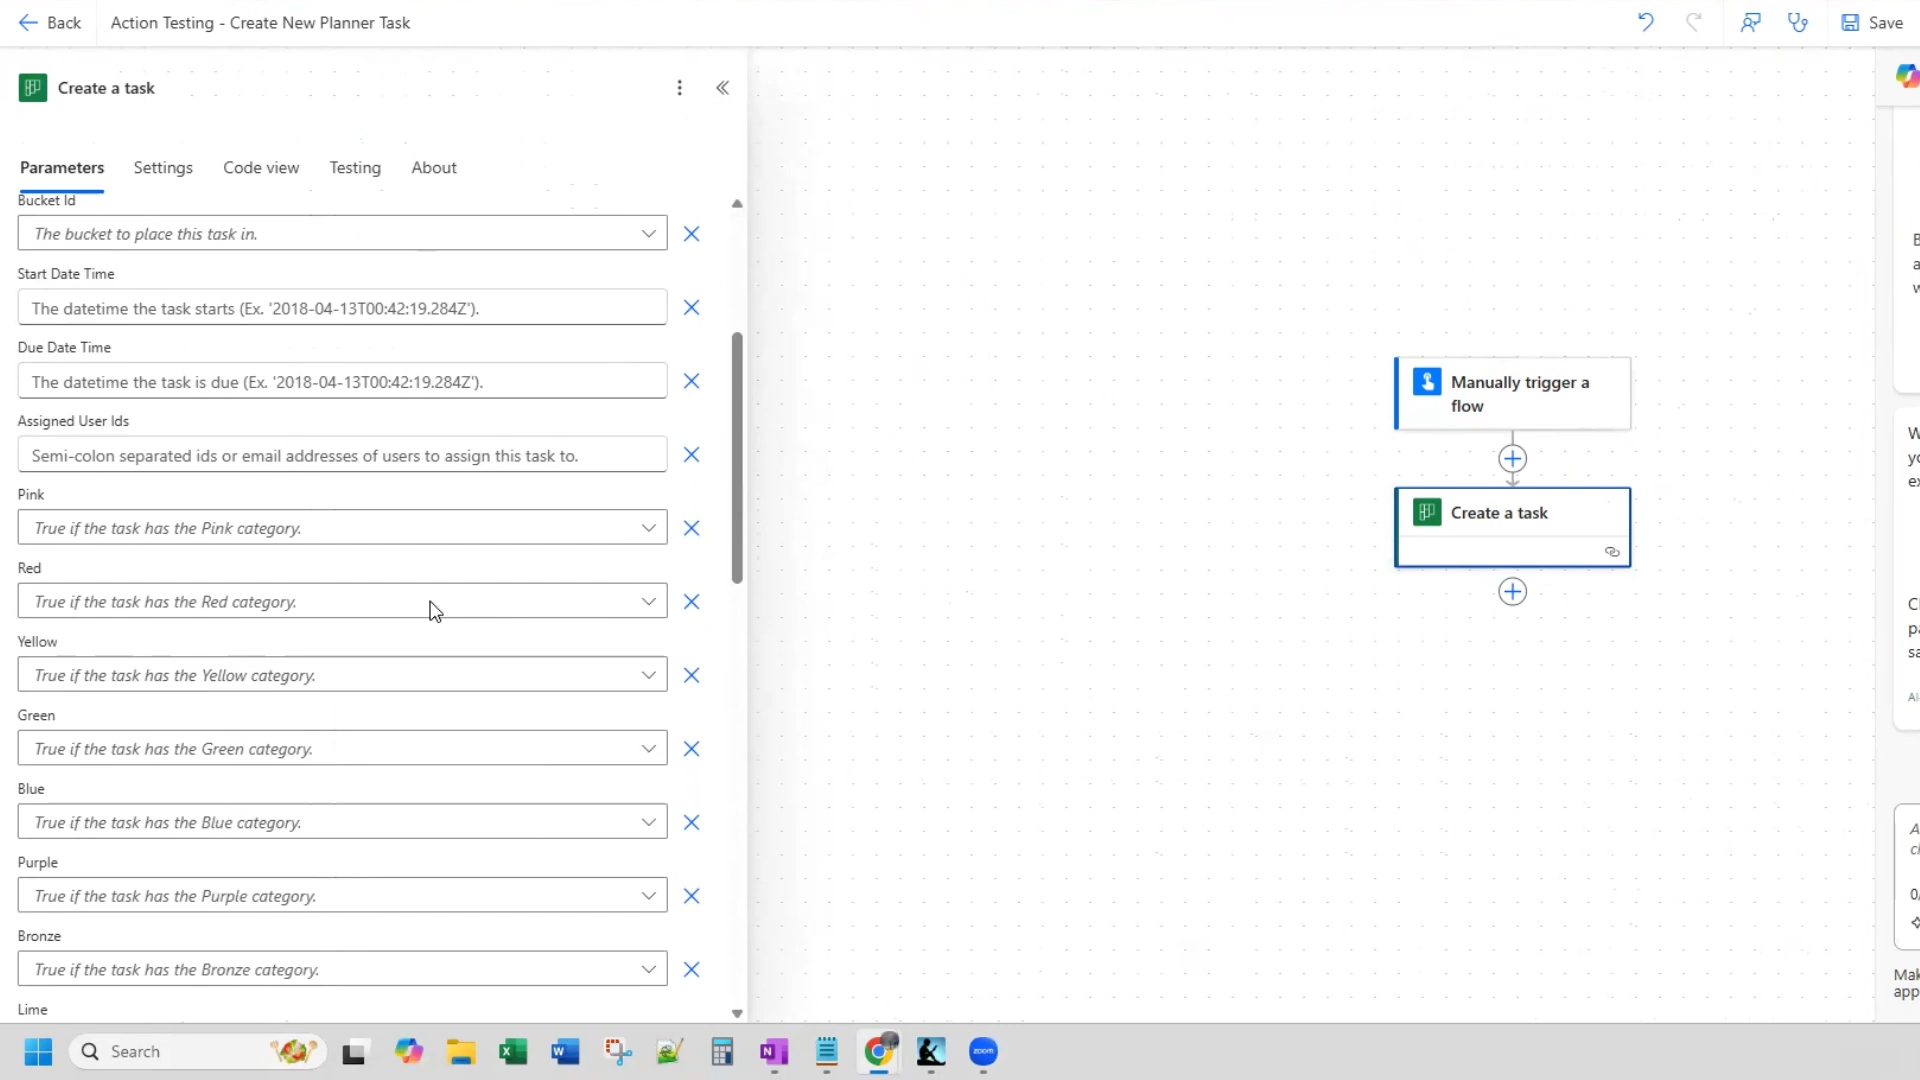 Back
Action Testing - Create New Planner Task
Save
Create a task
Parameters
Settings
Code view
Testing
About
Bucket Id
The bucket to place this task in.
Start Date Time
The datetime the task starts (Ex. '2018-04-13T00:42:19.284Z').
Due Date Time
The datetime the task is due (Ex. '2018-04-13T00:42:19.284Z').
Assigned User Ids
Semi-colon separated ids or email addresses of users to assign this task to.
Pink
True if the task has the Pink category.
Red
True if the task has the Red category.
Yellow
True if the task has the Yellow category.
Green
True if the task has the Green category.
Blue
True if the task has the Blue category.
Purple
True if the task has the Purple category.
Bronze
True if the task has the Bronze category.
Lime
Manually trigger a
flow
Create a task
Search
zoom